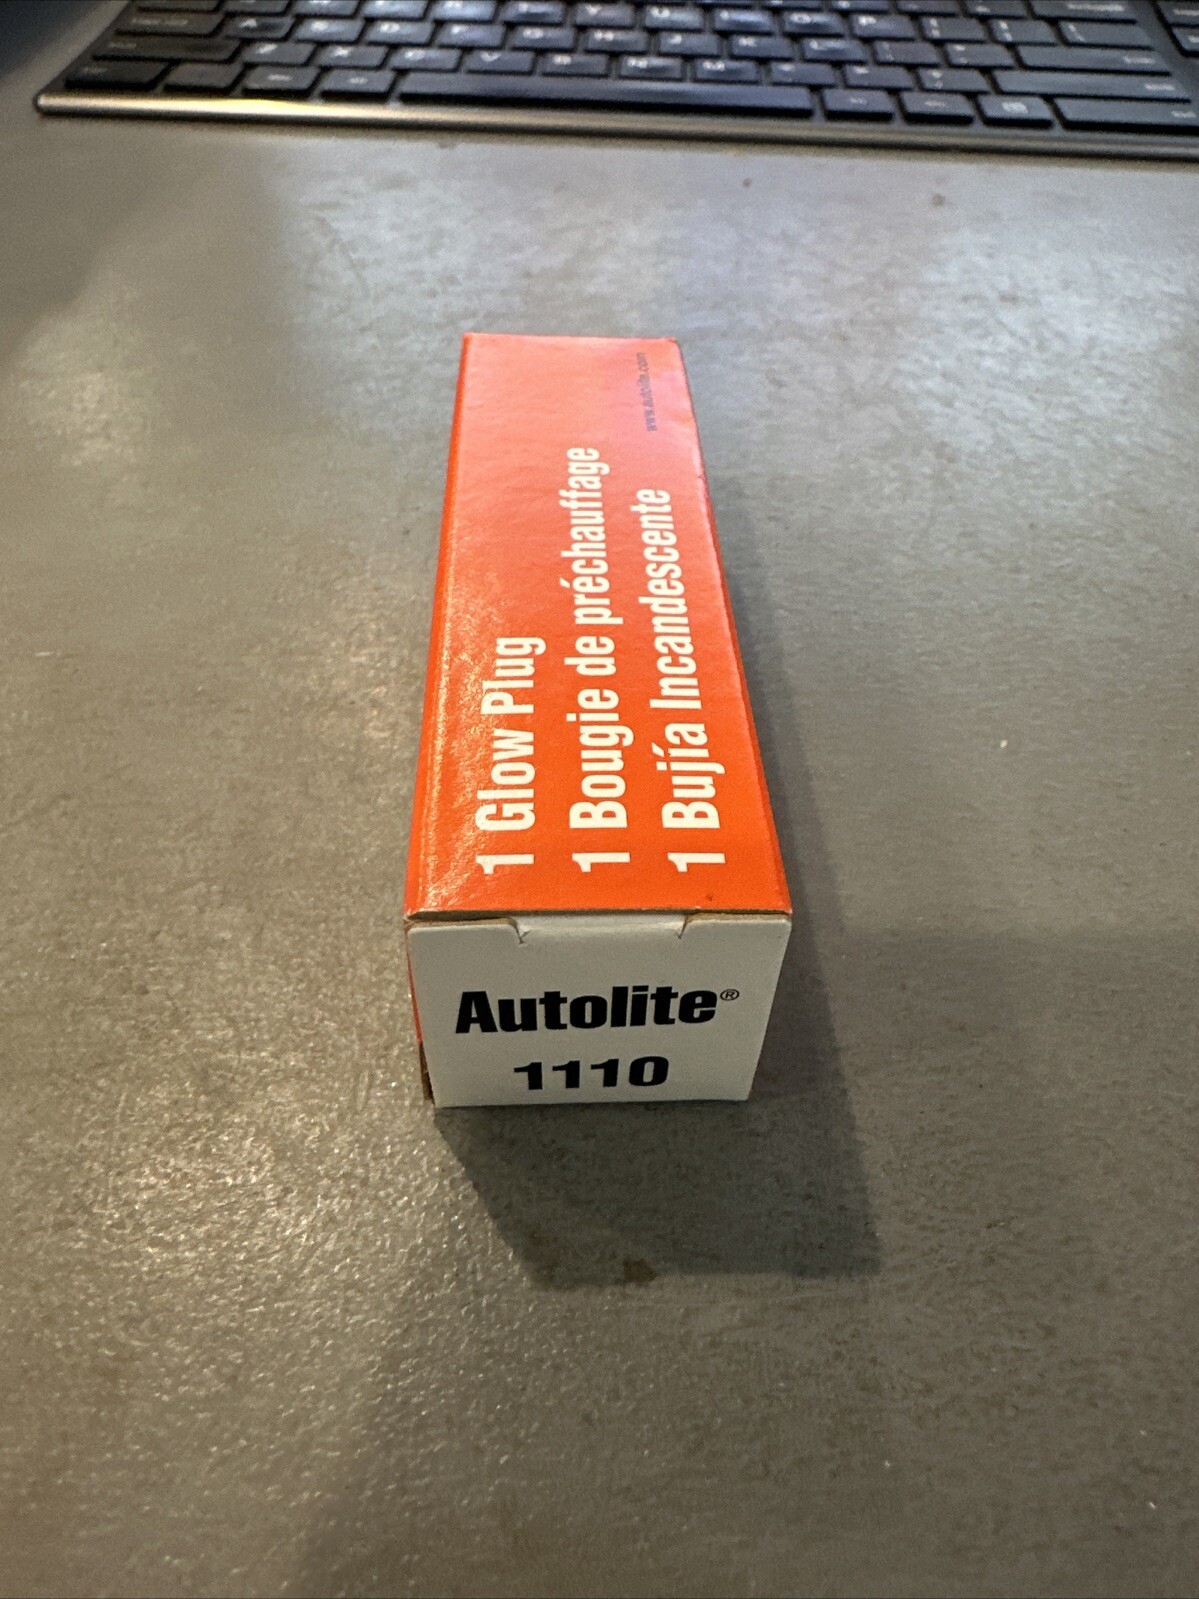 www.autolite.com
1 Glow Plug
1 Bougie de préchauffage
1 Bujía Incandescente
Autolite®
1110